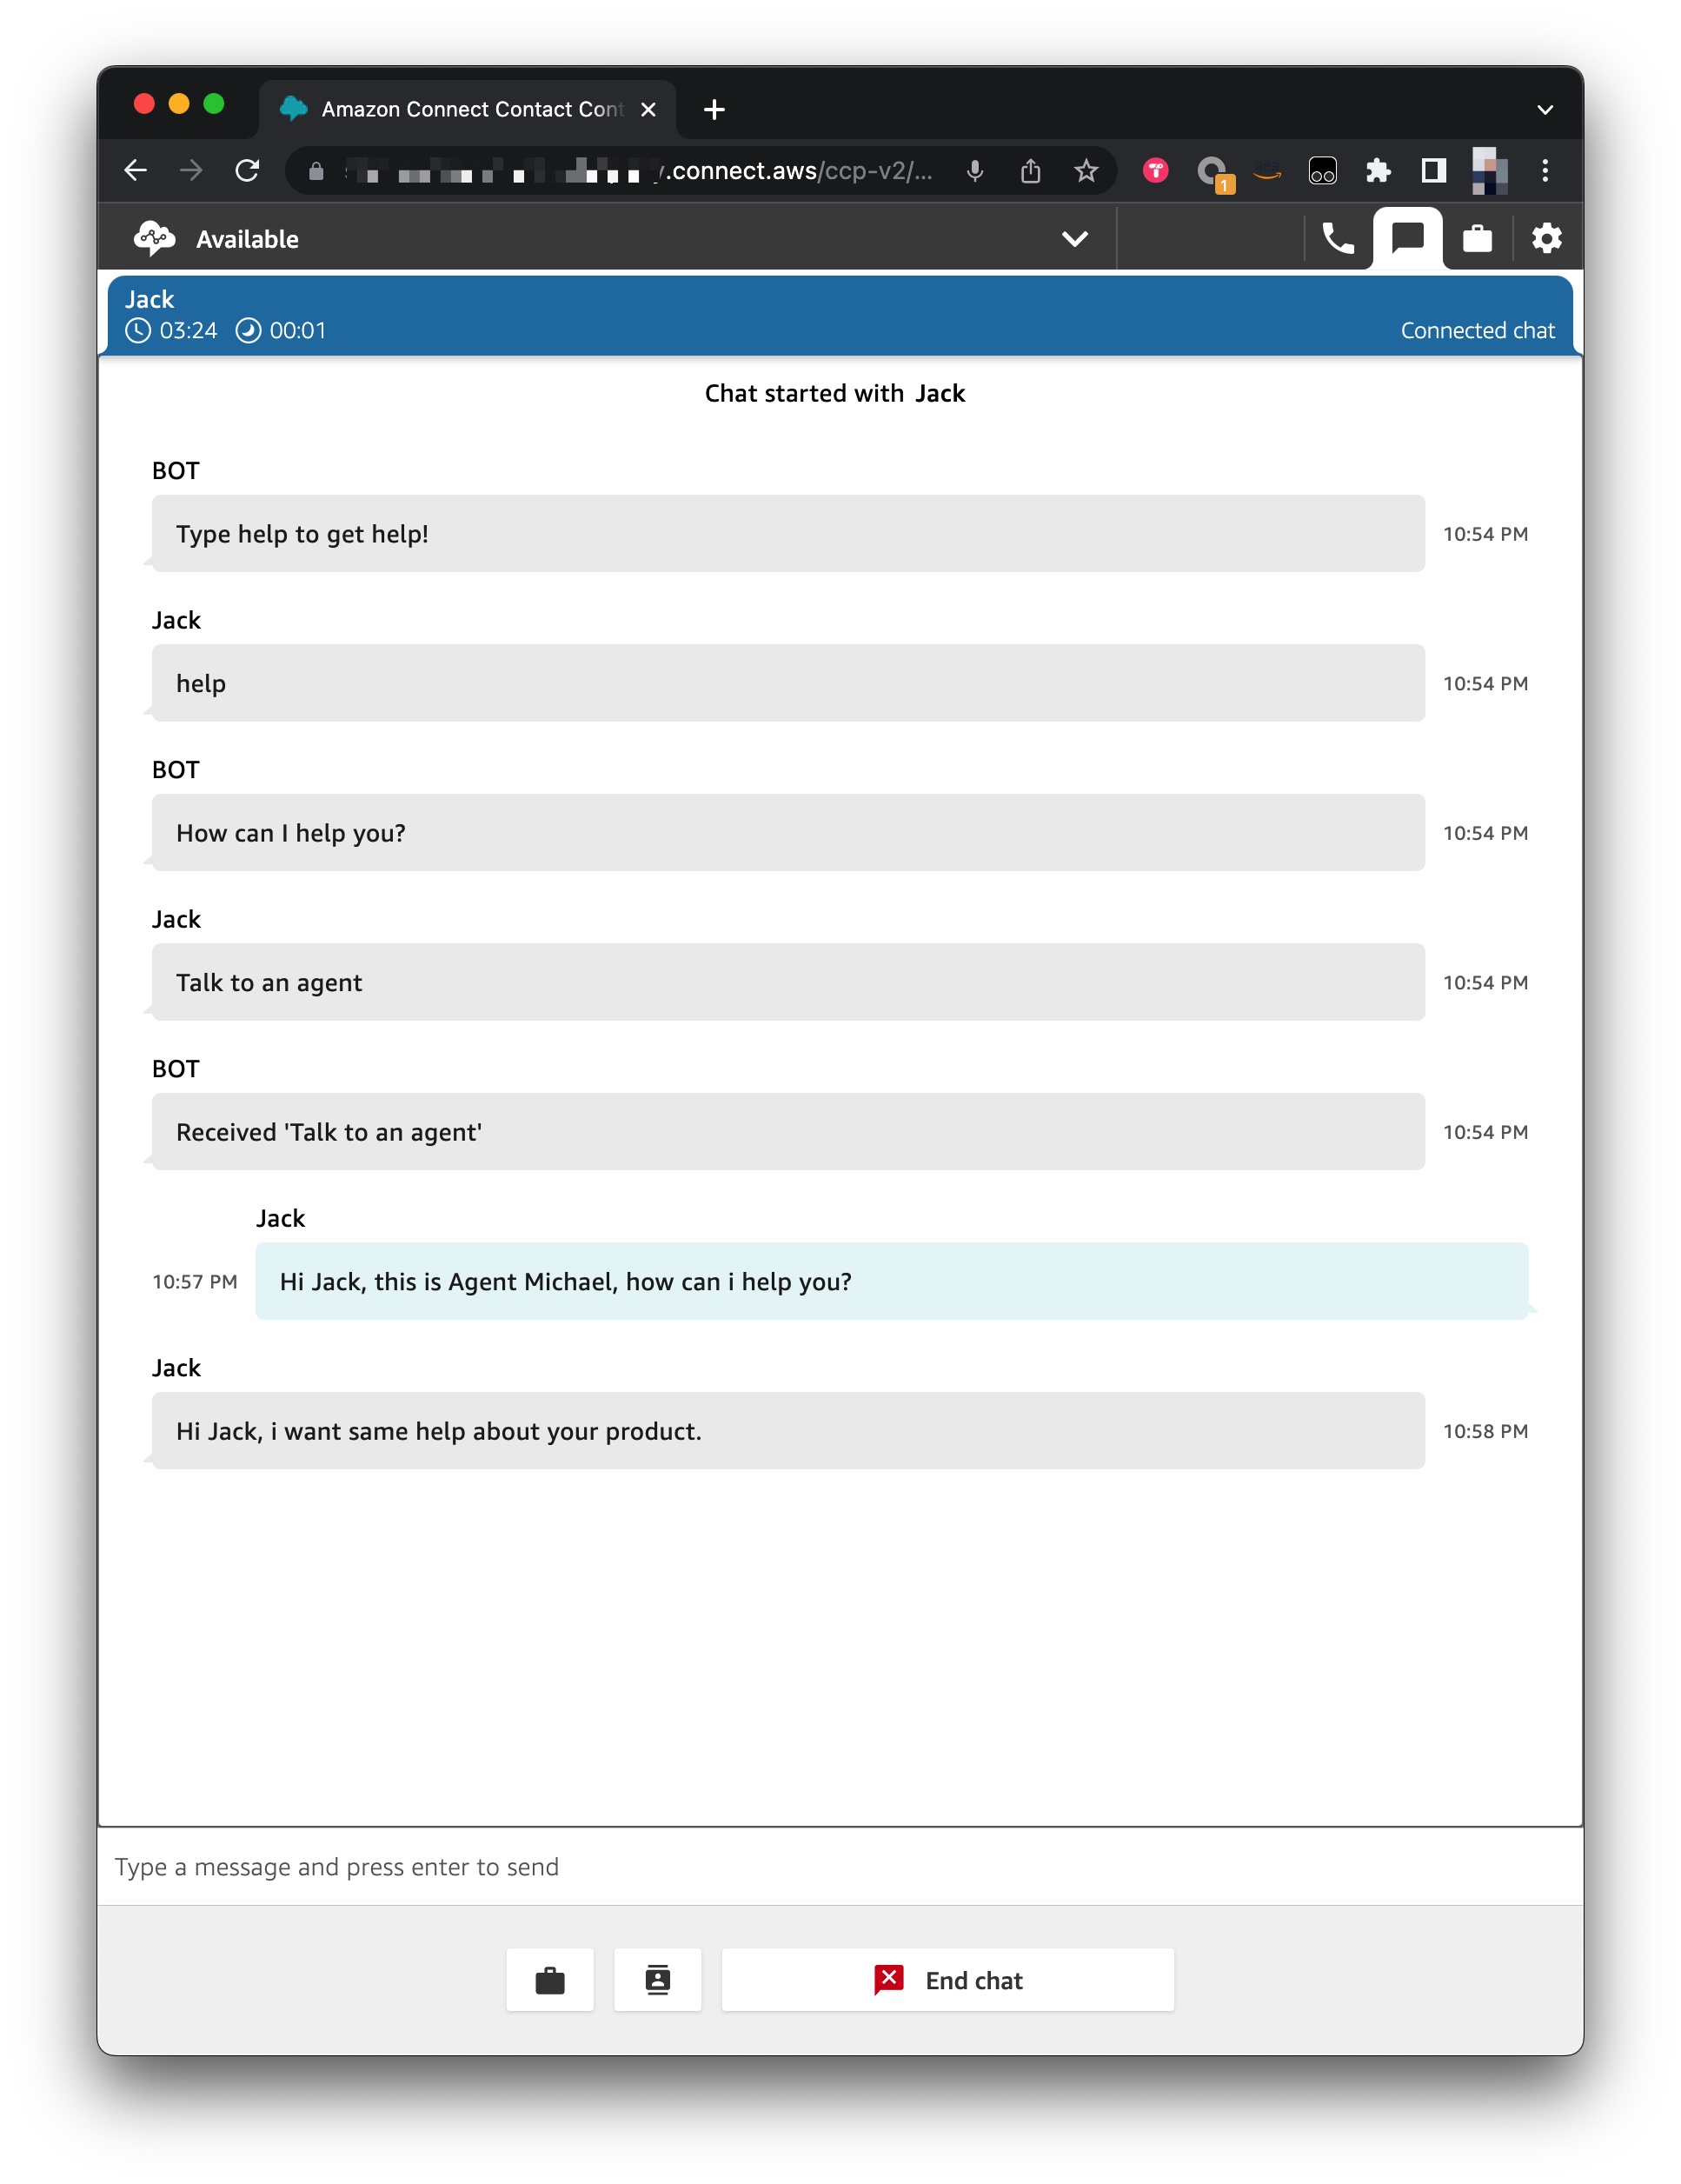 Amazon Connect Contact Cont
.connect.aws/ccp-v2/...
1
Available
Jack
03:24 00:01
Connected chat
Chat started with Jack
BOT
Type help to get help!
10:54 PM
Jack
help
10:54 PM
BOT
How can I help you?
10:54 PM
Jack
Talk to an agent
10:54 PM
BOT
Received 'Talk to an agent'
10:54 PM
Jack
10:57 PM
Hi Jack, this is Agent Michael, how can i help you?
Jack
Hi Jack, i want same help about your product.
10:58 PM
Type a message and press enter to send
End chat